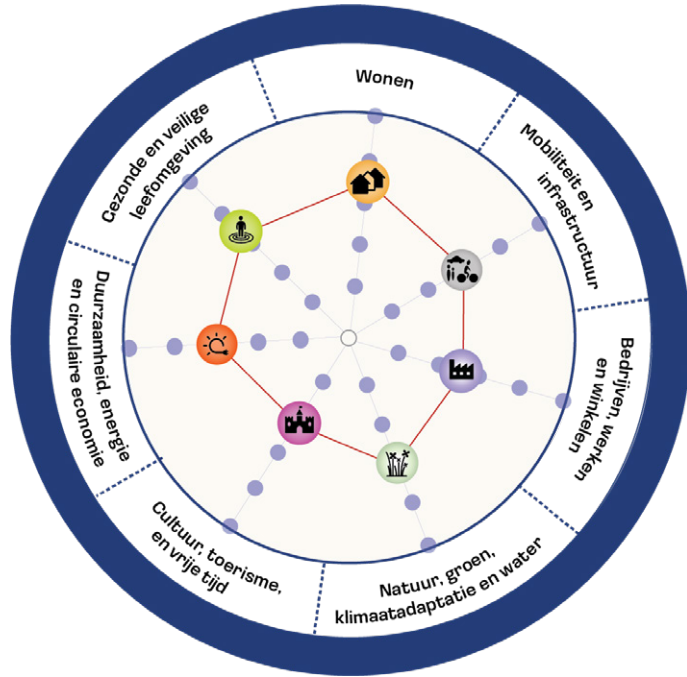 Wonen
Mobiliteit en
infrastructuur
Bedrijven, werken
en winkelen
Natuur, groen,
klimaatadaptatie en water
Cultuur, toerisme,
en vrije tijd
Duurzaamheid, energie
en circulaire economie
Gezonde en veilige
leefomgeving